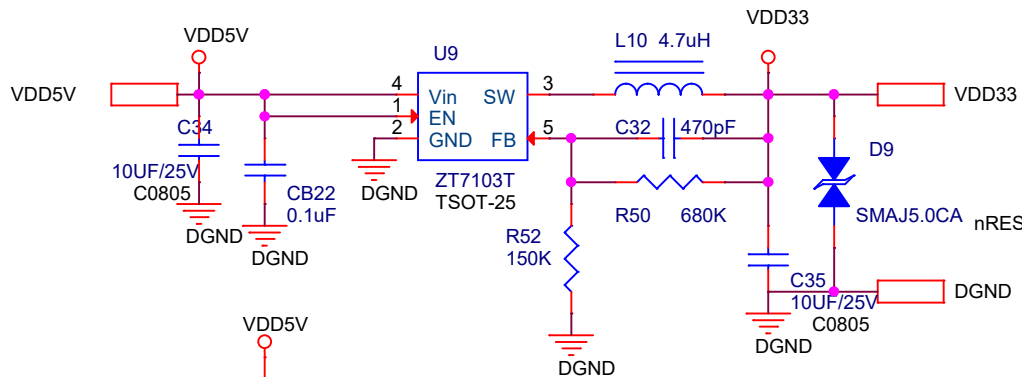 VDD5V
VDD5V
C34
10UF/25V
C0805
DGND
CB22
0.1uF
DGND
U9
4
1
2
Vin
EN
GND
SW
FB
3
5
DGND
ZT7103T
TSOT-25
L10 4.7uH
C32 470pF
R50 680K
R52
150K
DGND
VDD33
VDD33
D9
SMAJ5.0CA
nRES
C35
10UF/25V
C0805
DGND
DGND
VDD5V